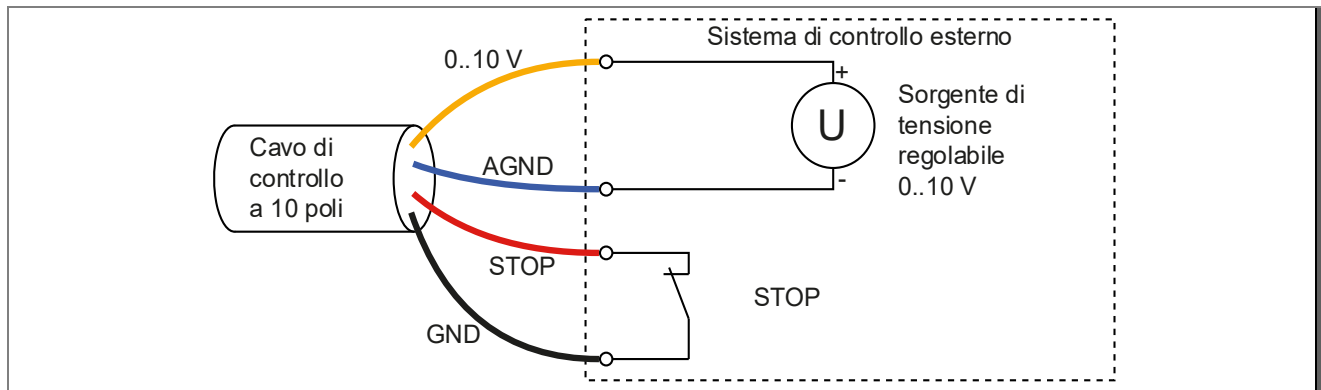 Sistema di controllo esterno
0..10 V
+
U
Sorgente di
tensione
regolabile
0..10 V
-
Cavo di
controllo
a 10 poli
AGND
STOP
STOP
GND